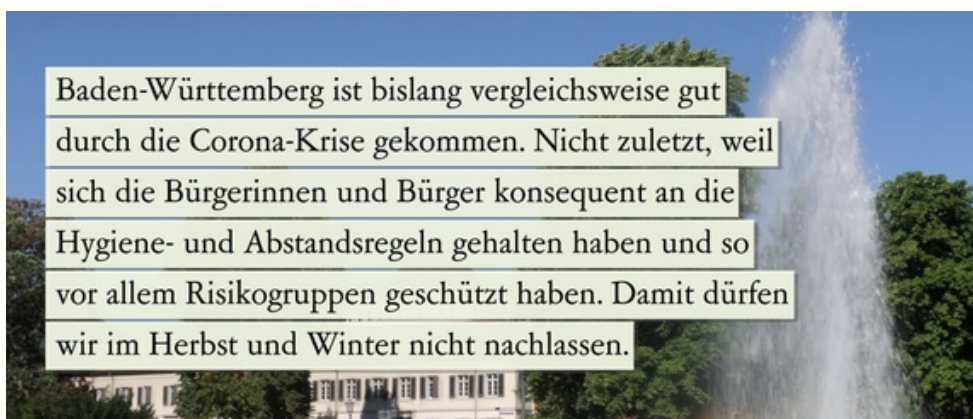 Baden-Württemberg ist bislang vergleichsweise gut
durch die Corona-Krise gekommen. Nicht zuletzt, weil
sich die Bürgerinnen und Bürger konsequent an die
Hygiene- und Abstandsregeln gehalten haben und so
vor allem Risikogruppen geschützt haben. Damit dürfen
wir im Herbst und Winter nicht nachlassen.